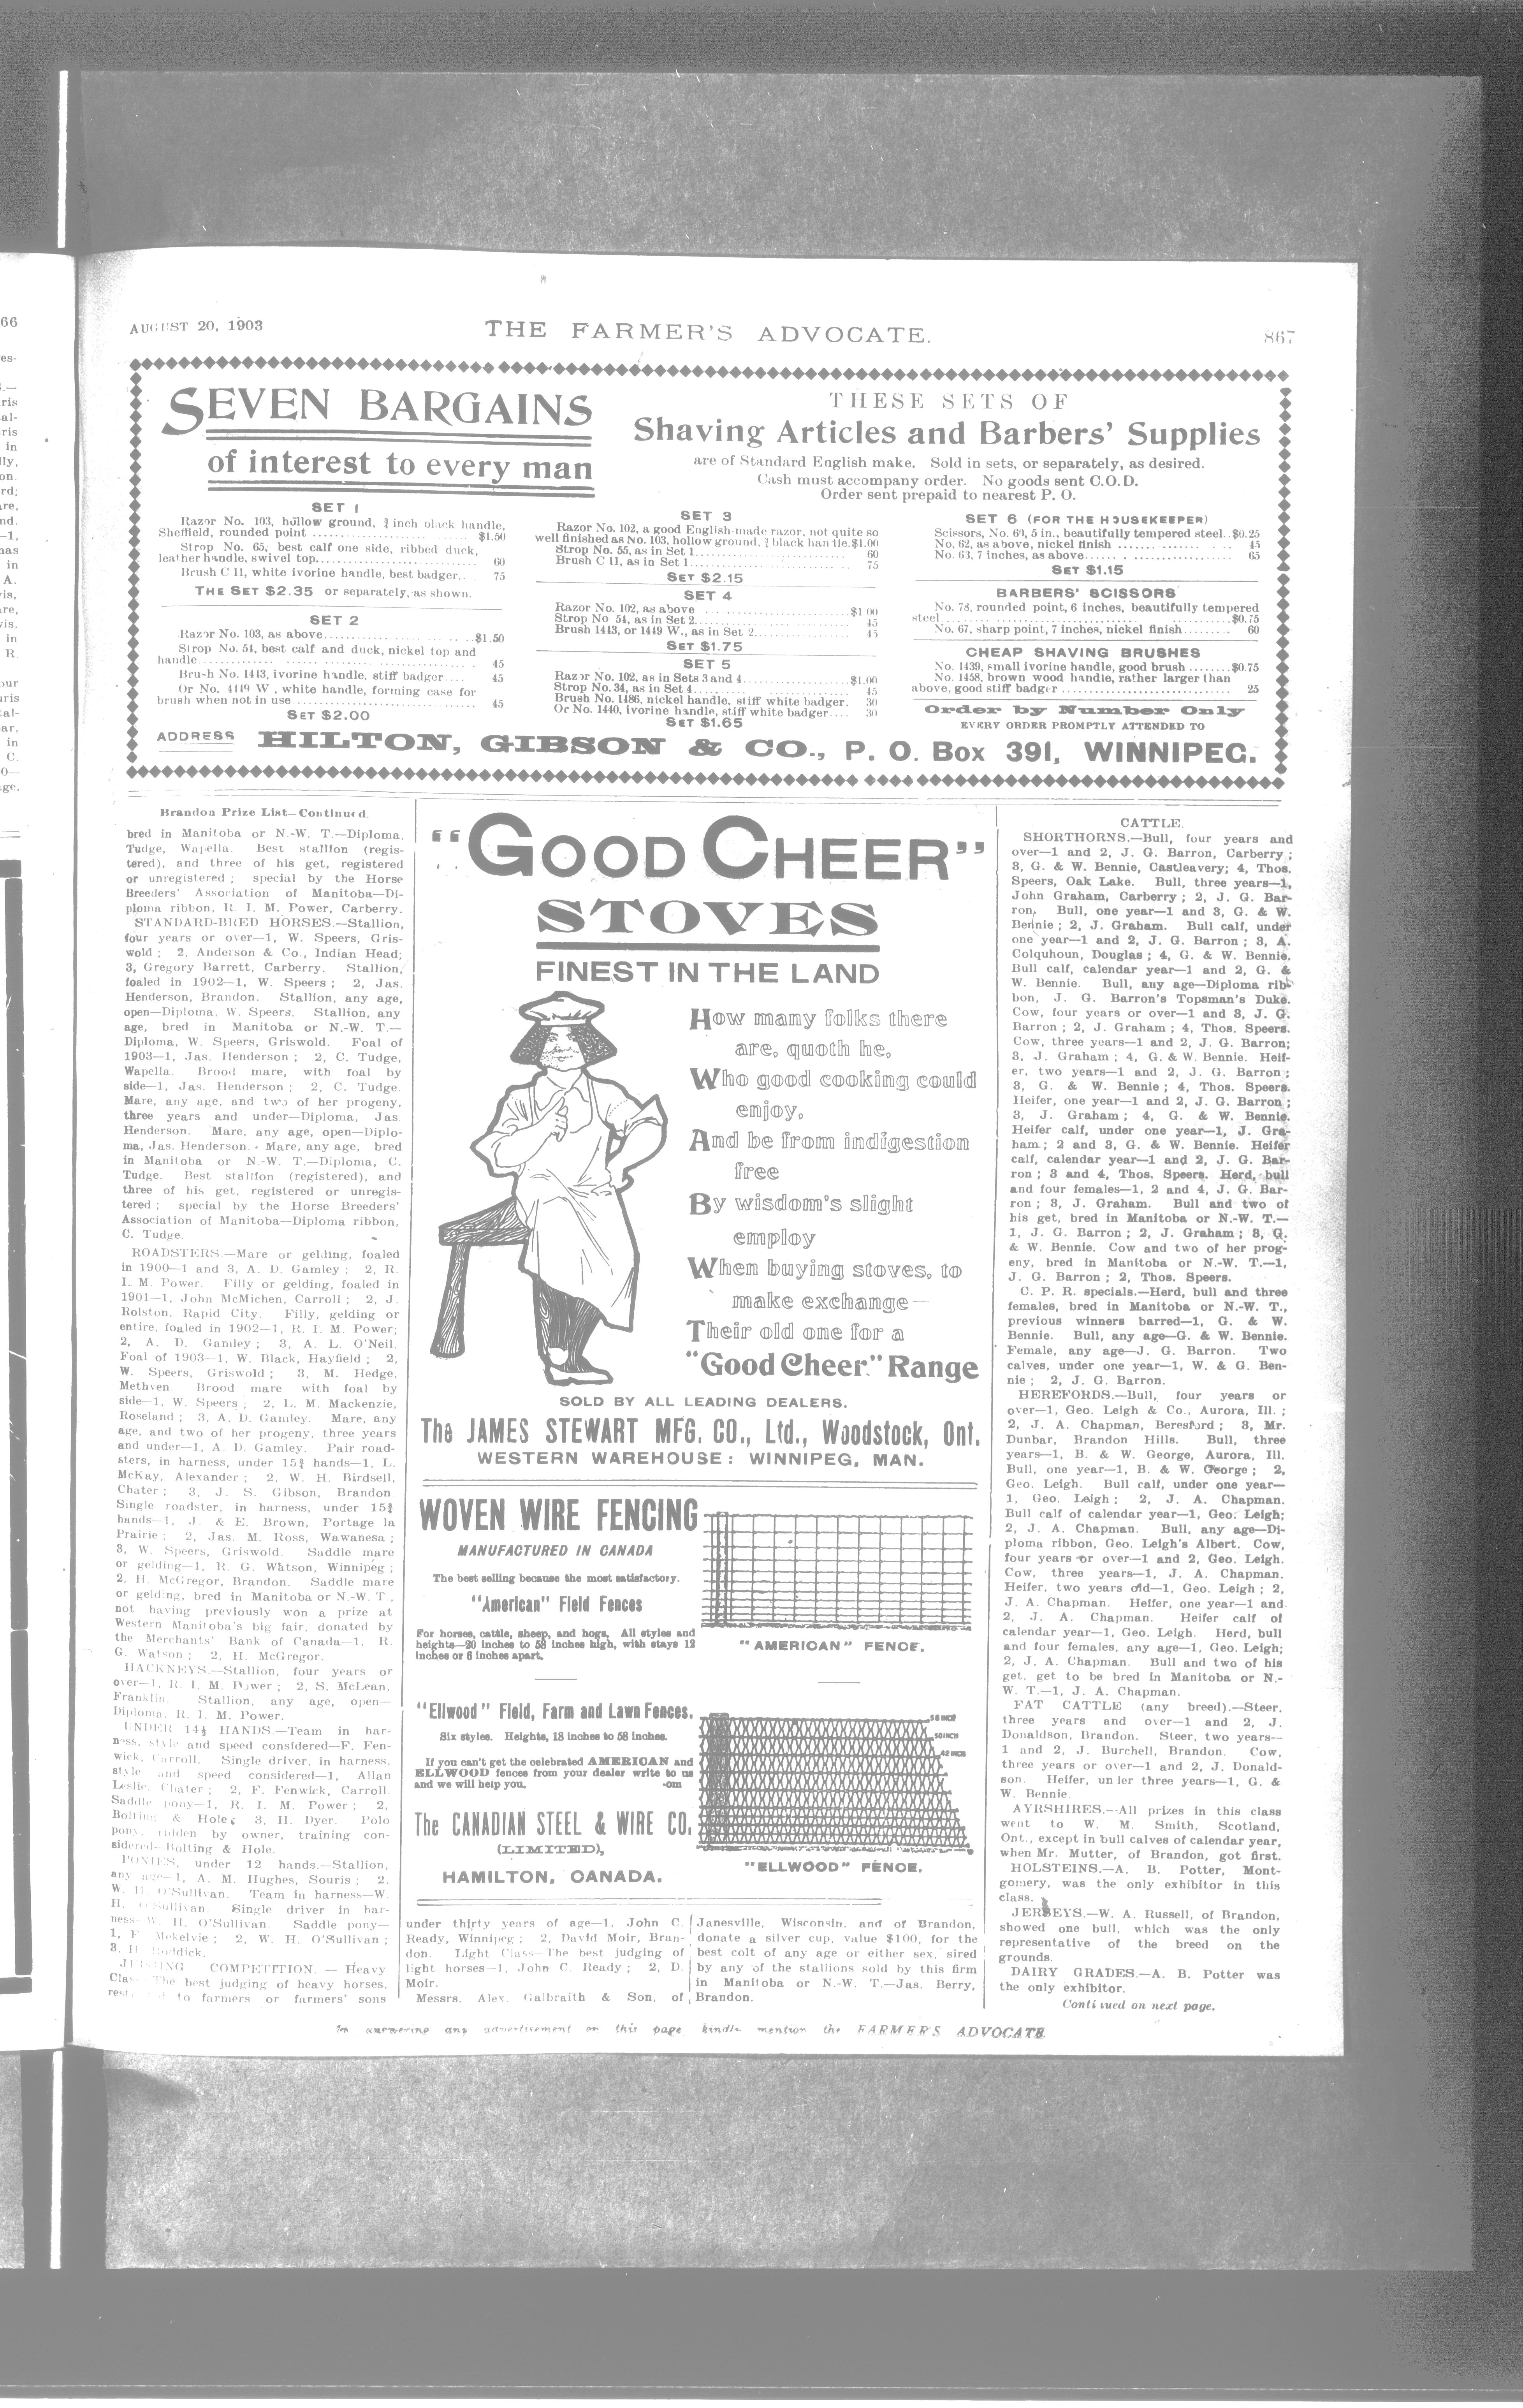 AUGUST 20, 1903
THE FARMER'S ADVOCATE.
867
SEVEN BARGAINS
of interest to every man
THESE SETS OF
Shaving Articles and Barbers' Supplies
are of Standard English make. Sold in sets, or separately, as desired.
Cash must accompany order. No goods sent C.O.D.
Order sent prepaid to nearest P. O.
SET 1
Razor No. 103, hollow ground, ¾ inch black handle,
Sheffield, rounded point $1.50
Strop No. 65, best calf one side, ribbed duck,
leather handle, swivel top 60
Brush C 11, white ivorine handle, best badger.. 75
THE SET $2.35 or separately, as shown.
SET 2
Razor No. 103, as above $1.50
Strop No. 54, best calf and duck, nickel top and
handle 45
Brush No. 1443, ivorine handle, stiff badger 45
Or No. 4449 W., white handle, forming case for
brush when not in use 45
SET $2.00
SET 3
Razor No. 102, a good English-made razor, not quite so
well finished as No. 103, hollow ground, ¾ black handle. $1.00
Strop No. 55, as in Set 1 60
Brush C 11, as in Set 1 75
SET $2.15
SET 4
Razor No. 102, as above $1 00
Strop No 54, as in Set 2 45
Brush 1443, or 1449 W., as in Set 2 45
SET $1.75
SET 5
Razor No. 102, as in Sets 3 and 4 $1.00
Strop No. 34, as in Set 4 45
Brush No. 1486, nickel handle, stiff white badger. 30
Or No. 1440, ivorine handle, stiff white badger 30
SET $1.65
SET 6 (FOR THE HOUSEKEEPER)
Scissors, No. 60, 5 in., beautifully tempered steel.. $0.25
No. 62, as above, nickel finish 45
No. 63, 7 inches, as above 65
SET $1.15
BARBERS' SCISSORS
No. 78, rounded point, 6 inches, beautifully tempered
steel $0.75
No. 67, sharp point, 7 inches, nickel finish 60
CHEAP SHAVING BRUSHES
No. 1439, small ivorine handle, good brush $0.75
No. 1458, brown wood handle, rather larger than
above, good stiff badger 25
Order by Number Only
EVERY ORDER PROMPTLY ATTENDED TO
ADDRESS HILTON, GIBSON & CO., P. O. Box 391, WINNIPEG.
Brandon Prize List—Continued.
bred in Manitoba or N.-W. T.—Diploma,
Tudge, Wapella. Best stallion (regis-
tered), and three of his get, registered
or unregistered ; special by the Horse
Breeders' Association of Manitoba—Di-
ploma ribbon, R. I. M. Power, Carberry.
STANDARD-BRED HORSES.—Stallion,
four years or over—1, W. Speers, Gris-
wold ; 2, Anderson & Co., Indian Head;
3, Gregory Barrett, Carberry. Stallion,
foaled in 1902—1, W. Speers ; 2, Jas.
Henderson, Brandon. Stallion, any age,
open—Diploma, W. Speers. Stallion, any
age, bred in Manitoba or N.-W. T.—
Diploma, W. Speers, Griswold. Foal of
1903—1, Jas. Henderson ; 2, C. Tudge,
Wapella. Brood mare, with foal by
side—1, Jas. Henderson ; 2, C. Tudge.
Mare, any age, and two of her progeny,
three years and under—Diploma, Jas.
Henderson. Mare, any age, open—Diplo-
ma, Jas. Henderson. Mare, any age, bred
in Manitoba or N.-W. T.—Diploma, C.
Tudge. Best stallion (registered), and
three of his get, registered or unregis-
tered ; special by the Horse Breeders'
Association of Manitoba—Diploma ribbon,
C. Tudge.
ROADSTERS.—Mare or gelding, foaled
in 1900—1 and 3, A. D. Gamley ; 2, R.
I. M. Power. Filly or gelding, foaled in
1901—1, John McMichen, Carroll ; 2, J.
Rolston, Rapid City. Filly, gelding or
entire, foaled in 1902—1, R. I. M. Power;
2, A. D. Gamley ; 3, A. L. O'Neil.
Foal of 1903—1, W. Black, Hayfield ; 2,
W. Speers, Griswold ; 3, M. Hedge,
Methven. Brood mare with foal by
side—1, W. Speers ; 2, L. M. Mackenzie,
Roseland ; 3, A. D. Gamley. Mare, any
age, and two of her progeny, three years
and under—1, A. D. Gamley. Pair road-
sters, in harness, under 15¾ hands—1, L.
McKay, Alexander ; 2, W. H. Birdsell,
Chater ; 3, J. S. Gibson, Brandon.
Single roadster, in harness, under 15¾
hands—1, J. & E. Brown, Portage la
Prairie ; 2, Jas. M. Ross, Wawanesa ;
3, W. Speers, Griswold. Saddle mare
or gelding—1, R. G. Watson, Winnipeg ;
2, H. McGregor, Brandon. Saddle mare
or gelding, bred in Manitoba or N.-W. T.,
not having previously won a prize at
Western Manitoba's big fair, donated by
the Merchants' Bank of Canada—1, R.
G. Watson ; 2, H. McGregor.
HACKNEYS.—Stallion, four years or
over—1, R. I. M. Power ; 2, S. McLean,
Franklin. Stallion, any age, open—
Diploma, R. I. M. Power.
UNDER 14½ HANDS.—Team in har-
ness, style and speed considered—F. Fen-
wick, Carroll. Single driver, in harness,
style and speed considered—1, Allan
Leslie, Chater ; 2, F. Fenwick, Carroll.
Saddle pony—1, R. I. M. Power ; 2,
Bolting & Hole ; 3, H. Dyer. Polo
pony, ridden by owner, training con-
sidered—Bolting & Hole.
PONIES, under 12 hands.—Stallion,
any age—1, A. M. Hughes, Souris ; 2,
W. H. O'Sullivan. Team in harness—W.
H. O'Sullivan Single driver in har-
ness—W. H. O'Sullivan. Saddle pony—
1, F. Mekelvie ; 2, W. H. O'Sullivan ;
3, H. Roddick.
JUDGING COMPETITION. — Heavy
Class—The best judging of heavy horses,
to farmers or farmers' sons
"GOOD CHEER"
STOVES
FINEST IN THE LAND
How many folks there
are, quoth he,
Who good cooking could
enjoy,
And be from indigestion
free
By wisdom's slight
employ
When buying stoves, to
make exchange—
Their old one for a
"Good Cheer" Range
SOLD BY ALL LEADING DEALERS.
The JAMES STEWART MFG. CO., Ltd., Woodstock, Ont.
WESTERN WAREHOUSE: WINNIPEG, MAN.
WOVEN WIRE FENCING
MANUFACTURED IN CANADA
The best selling because the most satisfactory.
"American" Field Fences
For horses, cattle, sheep, and hogs. All styles and
heights—20 inches to 58 inches high, with stays 12
inches or 6 inches apart.
"AMERICAN" FENCE.
"Ellwood" Field, Farm and Lawn Fences.
Six styles. Heights, 18 inches to 58 inches.
If you can't get the celebrated AMERICAN and
ELLWOOD fences from your dealer write to us
and we will help you. -om
The CANADIAN STEEL & WIRE CO.
(LIMITED),
HAMILTON, CANADA.
58 INCH
50 INCH
42 INCH
"ELLWOOD" FENCE.
under thirty years of age—1, John C.
Ready, Winnipeg ; 2, David Moir, Bran-
don. Light Class—The best judging of
light horses—1, John C. Ready ; 2, D.
Moir.
Messrs. Alex. Galbraith & Son, of
Janesville, Wisconsin, and of Brandon,
donate a silver cup, value $100, for the
best colt of any age or either sex, sired
by any of the stallions sold by this firm
in Manitoba or N.-W. T.—Jas. Berry,
Brandon.
CATTLE.
SHORTHORNS.—Bull, four years and
over—1 and 2, J. G. Barron, Carberry ;
3, G. & W. Bennie, Castleavery; 4, Thos.
Speers, Oak Lake. Bull, three years—1,
John Graham, Carberry ; 2, J. G. Bar-
ron. Bull, one year—1 and 3, G. & W.
Bennie ; 2, J. Graham. Bull calf, under
one year—1 and 2, J. G. Barron ; 3, A.
Colquhoun, Douglas ; 4, G. & W. Bennie.
Bull calf, calendar year—1 and 2, G. &
W. Bennie. Bull, any age—Diploma rib-
bon, J. G. Barron's Topsman's Duke.
Cow, four years or over—1 and 3, J. G.
Barron ; 2, J. Graham ; 4, Thos. Speers.
Cow, three years—1 and 2, J. G. Barron;
3, J. Graham ; 4, G. & W. Bennie. Heif-
er, two years—1 and 2, J. G. Barron ;
3, G. & W. Bennie ; 4, Thos. Speers.
Heifer, one year—1 and 2, J. G. Barron ;
3, J. Graham ; 4, G. & W. Bennie.
Heifer calf, under one year—1, J. Gra-
ham ; 2 and 3, G. & W. Bennie. Heifer
calf, calendar year—1 and 2, J. G. Bar-
ron ; 3 and 4, Thos. Speers. Herd, bull
and four females—1, 2 and 4, J. G. Bar-
ron ; 3, J. Graham. Bull and two of
his get, bred in Manitoba or N.-W. T.—
1, J. G. Barron ; 2, J. Graham ; 3, G.
& W. Bennie. Cow and two of her prog-
eny, bred in Manitoba or N.-W. T.—1,
J. G. Barron ; 2, Thos. Speers.
C. P. R. specials.—Herd, bull and three
females, bred in Manitoba or N.-W. T.,
previous winners barred—1, G. & W.
Bennie. Bull, any age—G. & W. Bennie.
Female, any age—J. G. Barron. Two
calves, under one year—1, W. & G. Ben-
nie ; 2, J. G. Barron.
HEREFORDS.—Bull, four years or
over—1, Geo. Leigh & Co., Aurora, Ill. ;
2, J. A. Chapman, Beresford ; 3, Mr.
Dunbar, Brandon Hills. Bull, three
years—1, B. & W. George, Aurora, Ill.
Bull, one year—1, B. & W. George ; 2,
Geo. Leigh. Bull calf, under one year—
1, Geo. Leigh ; 2, J. A. Chapman.
Bull calf of calendar year—1, Geo. Leigh;
2, J. A. Chapman. Bull, any age—Di-
ploma ribbon, Geo. Leigh's Albert. Cow,
four years or over—1 and 2, Geo. Leigh.
Cow, three years—1, J. A. Chapman.
Heifer, two years old—1, Geo. Leigh ; 2,
J. A. Chapman. Heifer, one year—1 and
2, J. A. Chapman. Heifer calf of
calendar year—1, Geo. Leigh. Herd, bull
and four females, any age—1, Geo. Leigh;
2, J. A. Chapman. Bull and two of his
get, get to be bred in Manitoba or N.-
W. T.—1, J. A. Chapman.
FAT CATTLE (any breed).—Steer,
three years and over—1 and 2, J.
Donaldson, Brandon. Steer, two years—
1 and 2, J. Burchell, Brandon. Cow,
three years or over—1 and 2, J. Donald-
son. Heifer, under three years—1, G. &
W. Bennie.
AYRSHIRES.—All prizes in this class
went to W. M. Smith, Scotland,
Ont., except in bull calves of calendar year,
when Mr. Mutter, of Brandon, got first.
HOLSTEINS.—A. B. Potter, Mont-
gomery, was the only exhibitor in this
class.
JERSEYS.—W. A. Russell, of Brandon,
showed one bull, which was the only
representative of the breed on the
grounds.
DAIRY GRADES.—A. B. Potter was
the only exhibitor.
Continued on next page.
In answering any advertisement on this page kindly mention the FARMER'S ADVOCATE